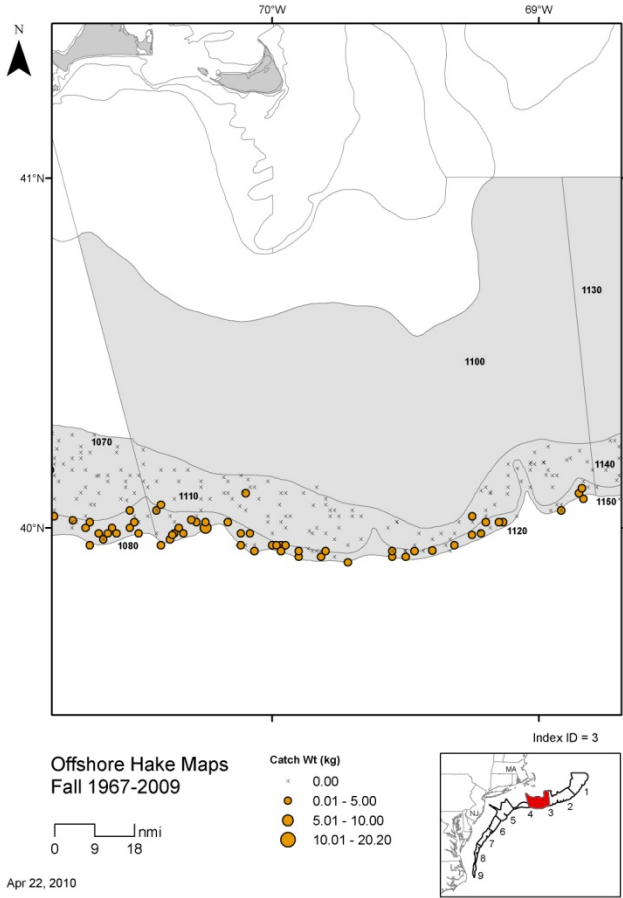 70°W
69°W
N
41°N
1130
1100
1070
1140
1110
1150
40°N
1120
1080
Index ID = 3
Offshore Hake Maps
Fall 1967-2009
nmi
0 9 18
Apr 22, 2010
Catch Wt (kg)
0.00
0.01 - 5.00
5.01 - 10.00
10.01 - 20.20
MA
NJ
1
2
3
4
5
6
7
8
9